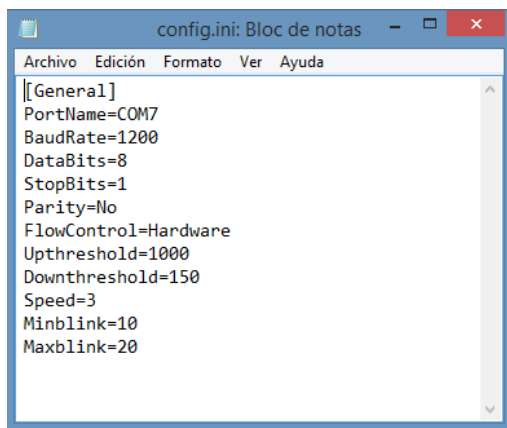 config.ini: Bloc de notas
Archivo Edición Formato Ver Ayuda
[General]
PortName=COM7
BaudRate=1200
DataBits=8
StopBits=1
Parity=No
FlowControl=Hardware
Upthreshold=1000
Downthreshold=150
Speed=3
Minblink=10
Maxblink=20